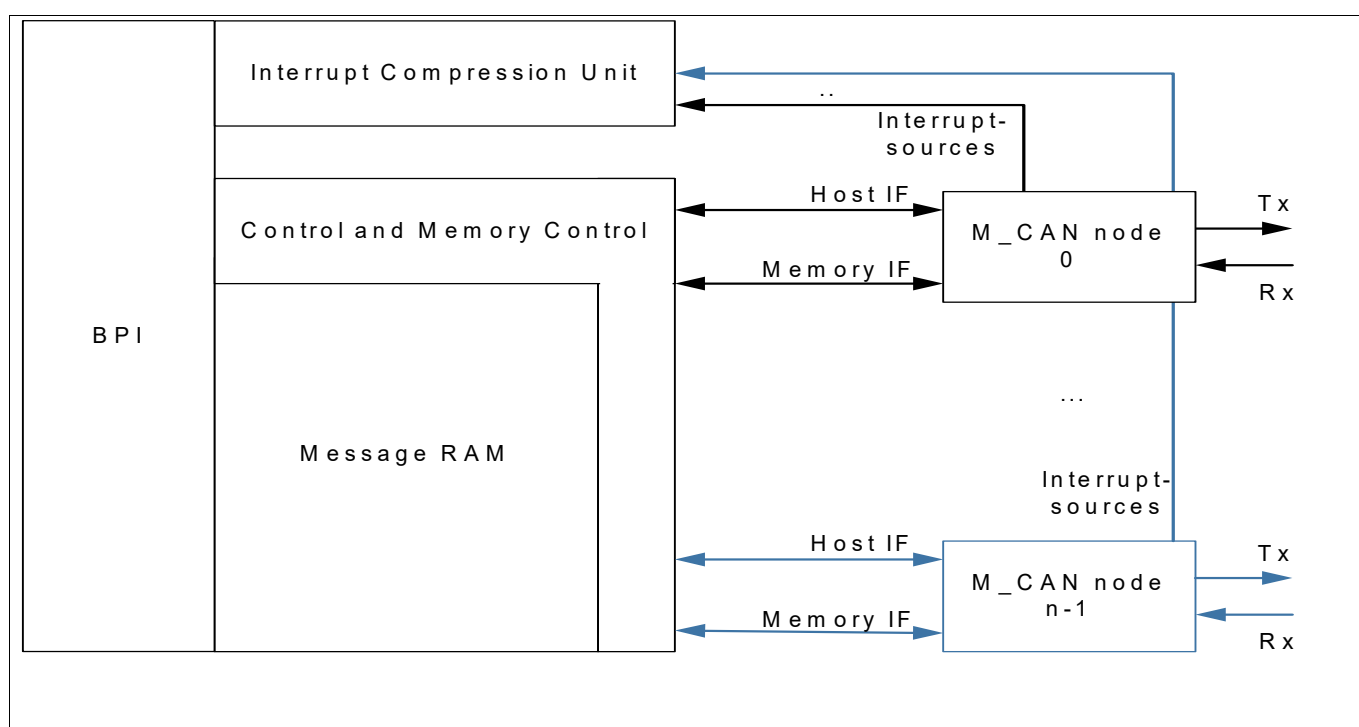 Interrupt Compression Unit
..
Interrupt-
sources
Host IF
Tx
Control and Memory Control
M_CAN node
0
Memory IF
Rx
BPI
...
Message RAM
Interrupt-
sources
Host IF
Tx
M_CAN node
n-1
Memory IF
Rx